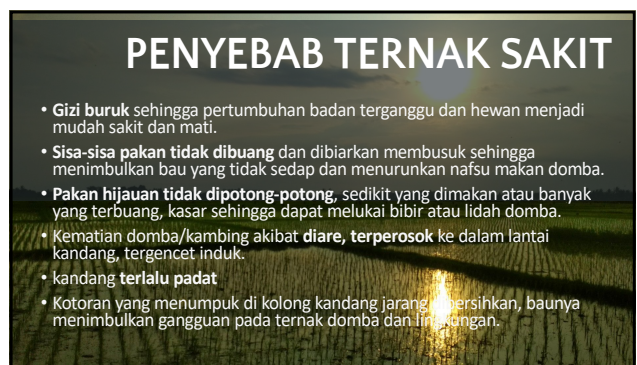 PENYEBAB TERNAK SAKIT
• Gizi buruk sehingga pertumbuhan badan terganggu dan hewan menjadi
mudah sakit dan mati.
• Sisa-sisa pakan tidak dibuang dan dibiarkan membusuk sehingga
menimbulkan bau yang tidak sedap dan menurunkan nafsu makan domba.
• Pakan hijauan tidak dipotong-potong, sedikit yang dimakan atau banyak
yang terbuang, kasar sehingga dapat melukai bibir atau lidah domba.
• Kematian domba/kambing akibat diare, terperosok ke dalam lantai
kandang, tergencet induk.
• kandang terlalu padat
• Kotoran yang menumpuk di kolong kandang jarang dibersihkan, baunya
menimbulkan gangguan pada ternak domba dan lingkungan.